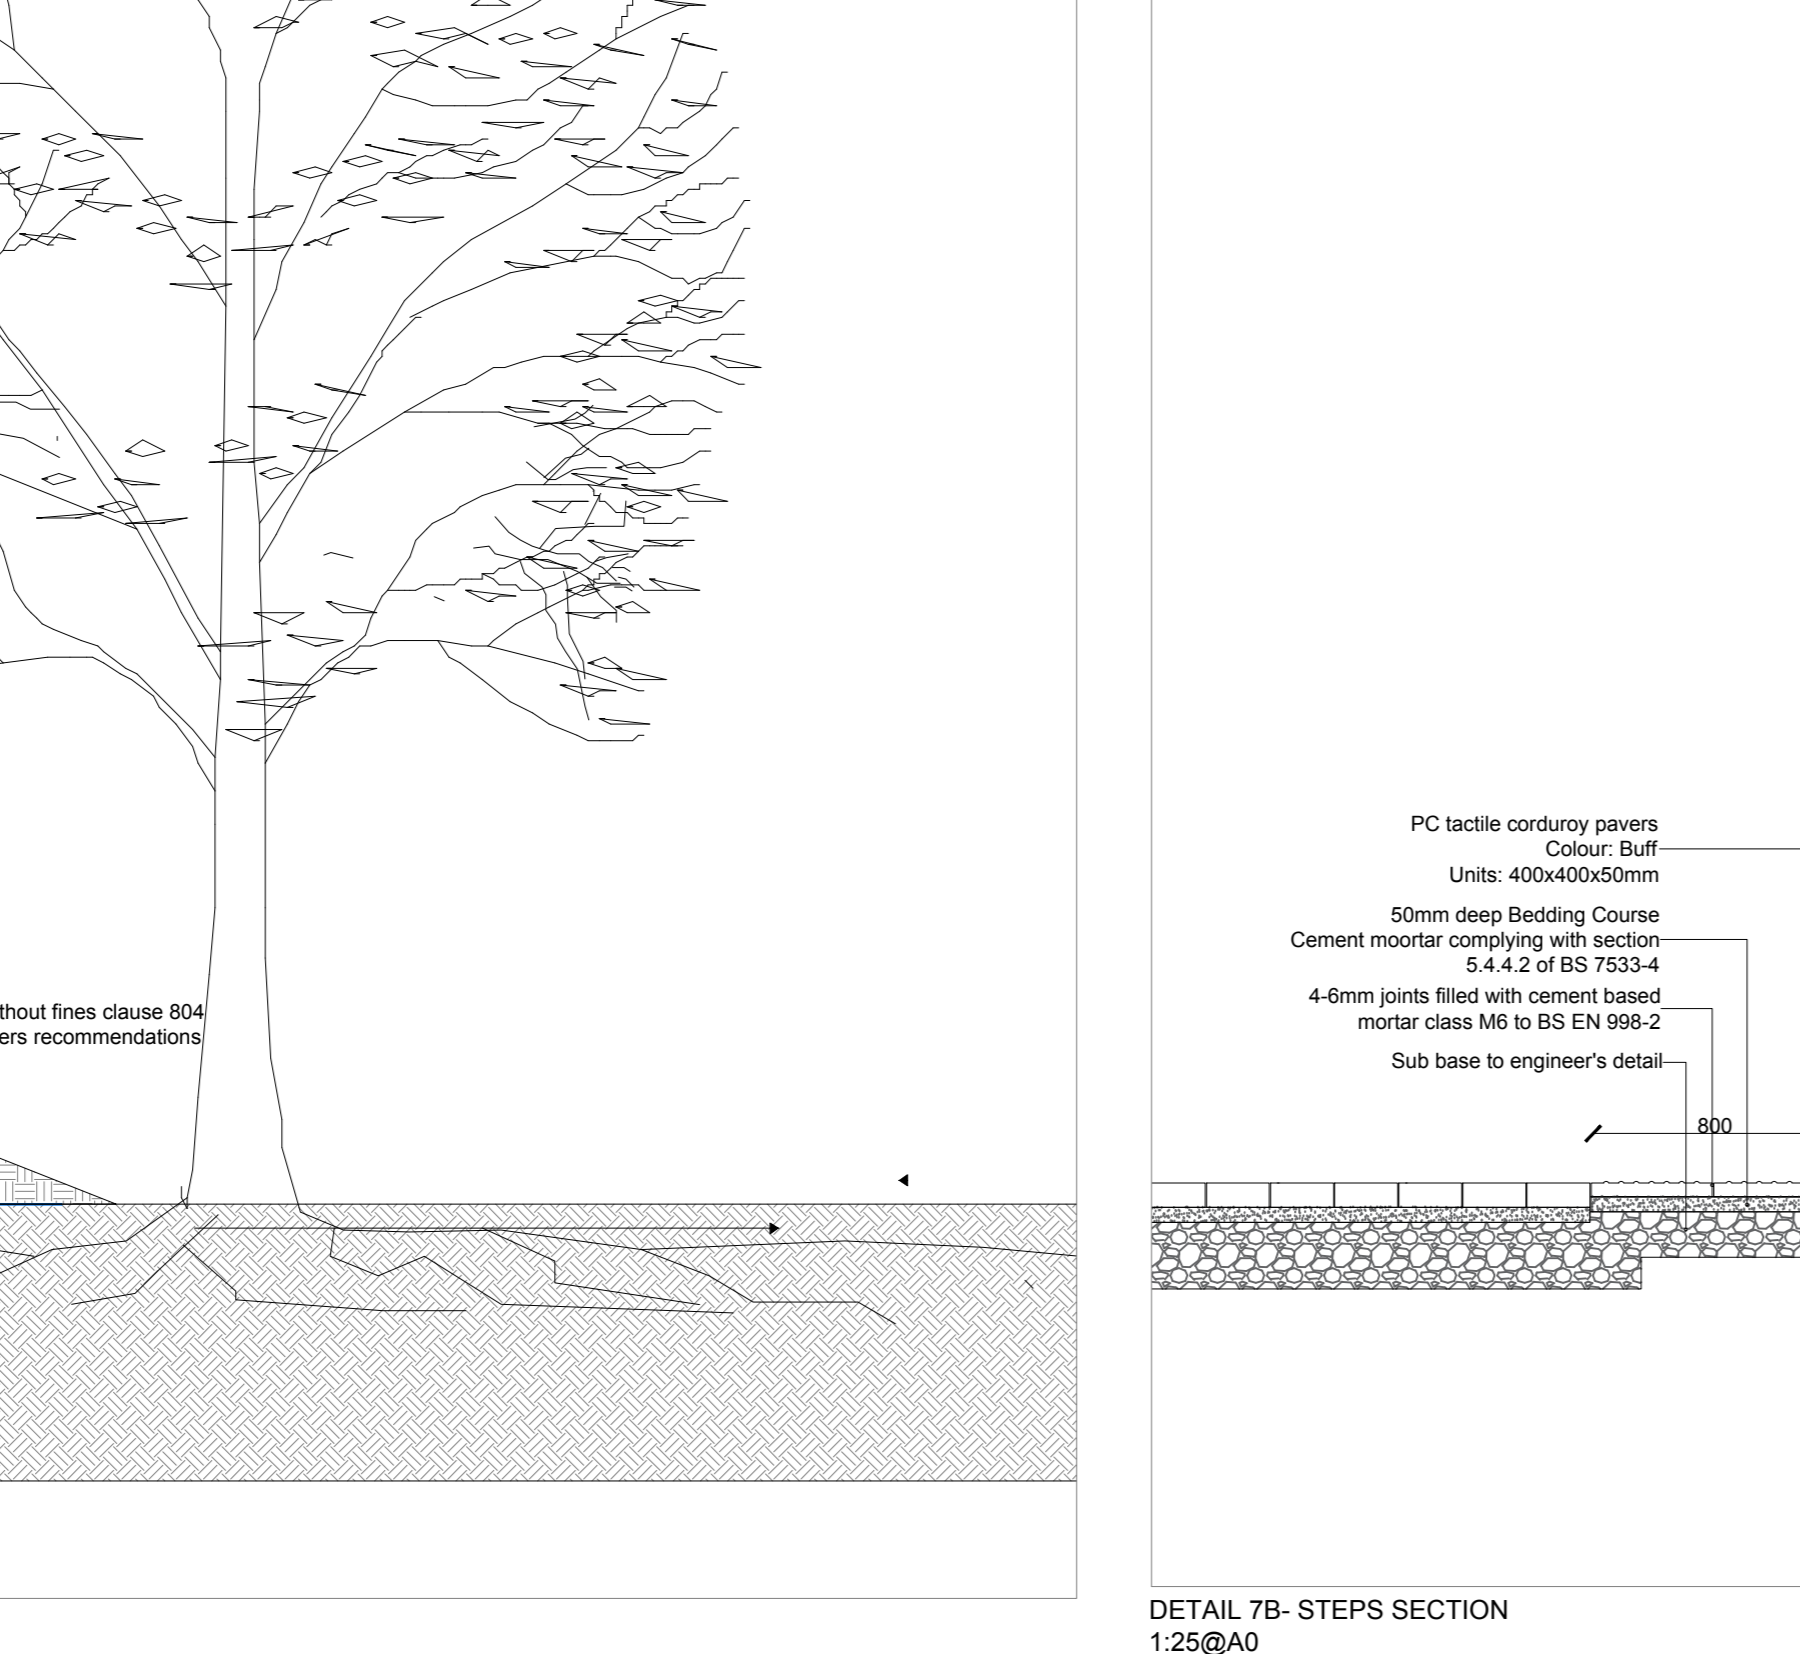 thout fines clause 804
ers recommendations
PC tactile corduroy pavers
Colour: Buff
Units: 400x400x50mm
50mm deep Bedding Course
Cement moortar complying with section
5.4.4.2 of BS 7533-4
4-6mm joints filled with cement based
mortar class M6 to BS EN 998-2
Sub base to engineer's detail
800
DETAIL 7B- STEPS SECTION
1:25@A0